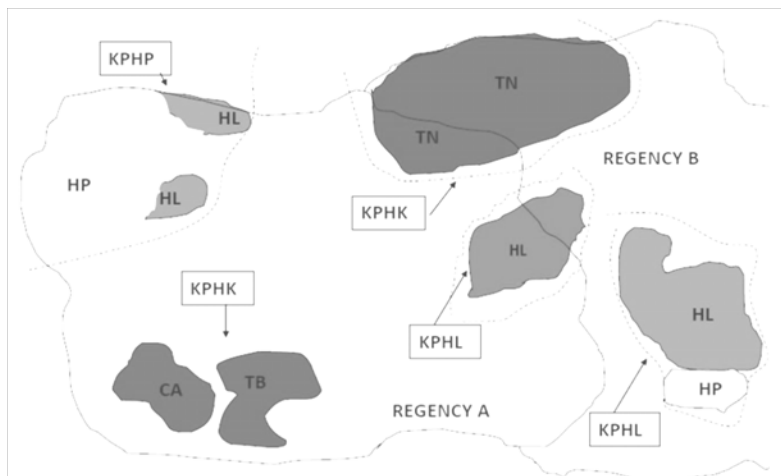 KPHP
TN
HL
TN
REGENCY B
HP
HL
KPHK
HL
KPHK
HL
KPHL
CA
TB
HP
REGENCY A
KPHL